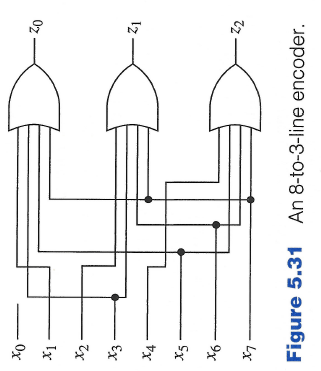 z0 z1 z2
x0 x1 x2 x3 x4 x5 x6 x7
Figure 5.31 An 8-to-3-line encoder.